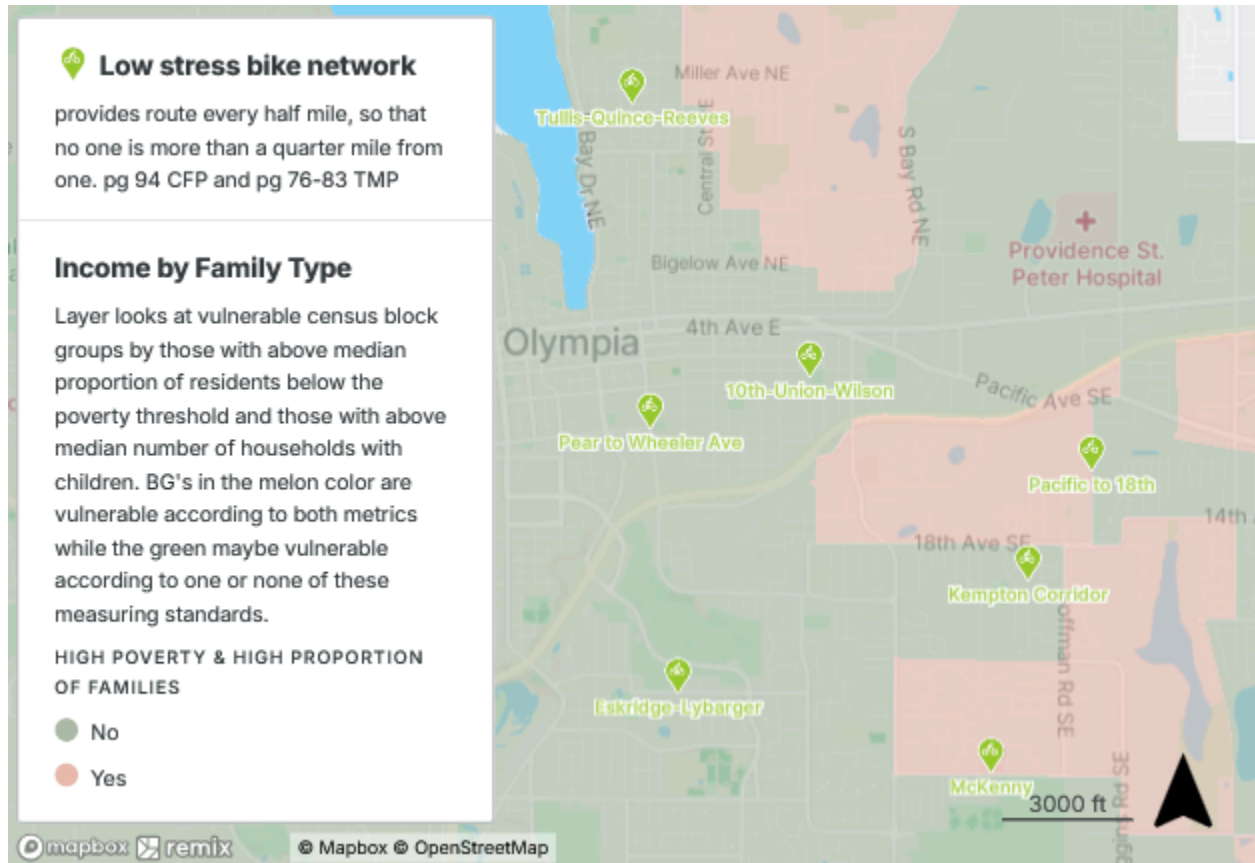 Low stress bike network
provides route every half mile, so that
no one is more than a quarter mile from
one. pg 94 CFP and pg 76-83 TMP
Income by Family Type
Layer looks at vulnerable census block
groups by those with above median
proportion of residents below the
poverty threshold and those with above
median number of households with
children. BG's in the melon color are
vulnerable according to both metrics
while the green maybe vulnerable
according to one or none of these
measuring standards.
HIGH POVERTY & HIGH PROPORTION
OF FAMILIES
No
Yes
mapbox remix
© Mapbox © OpenStreetMap
Miller Ave NE
Tullis-Quince-Reeves
Bay Dr NE
Central St
S Bay Rd NE
Providence St.
Peter Hospital
Bigelow Ave NE
4th Ave E
Olympia
10th-Union-Wilson
Pacific Ave SE
Pear to Wheeler Ave
Pacific to 18th
14th
18th Ave SE
Kempton Corridor
offman Rd SE
Eskridge-Lybarger
McKenny
3000 ft
ggins Rd SE